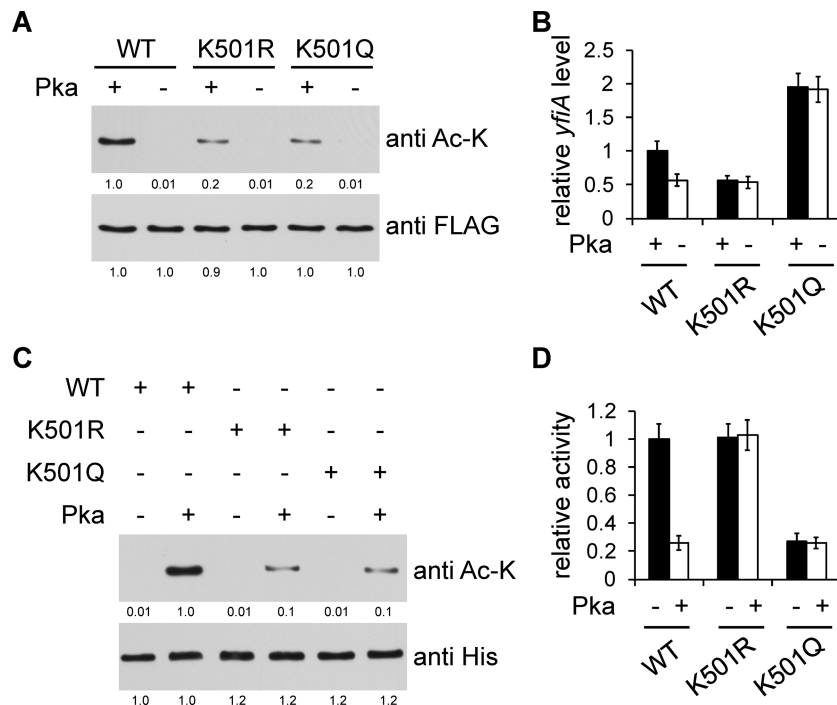 A
WT K501R K501Q
Pka + - + - + -
anti Ac-K
1.0 0.01 0.2 0.01 0.2 0.01
anti FLAG
1.0 1.0 0.9 1.0 1.0 1.0
B
relative yfiA level
2.5
2
1.5
1
0.5
0
Pka + - + - + -
WT K501R K501Q
C
WT + + - - - -
K501R - - + + - -
K501Q - - - - + +
Pka - + - + - +
anti Ac-K
0.01 1.0 0.01 0.1 0.01 0.1
anti His
1.0 1.0 1.2 1.2 1.2 1.2
D
relative activity
1.2
1
0.8
0.6
0.4
0.2
0
Pka - + - + - +
WT K501R K501Q